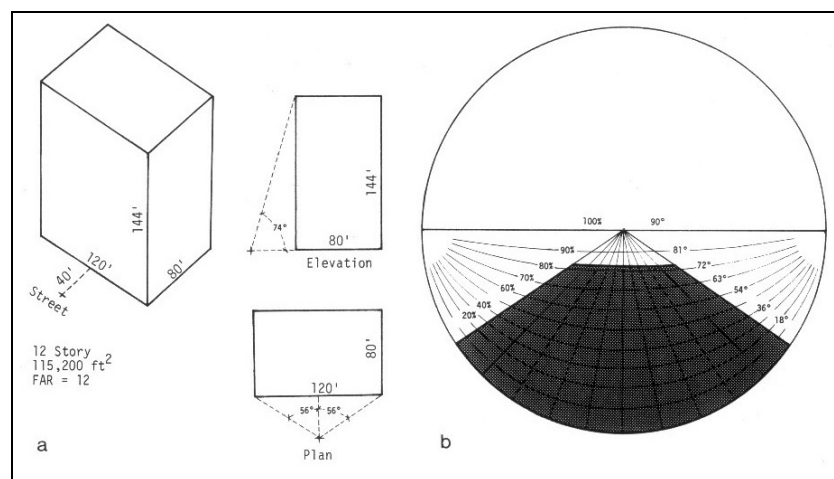 144'
120'
80'
40'
Street
12 Story
115,200 ft²
FAR = 12
a
144'
74°
80'
Elevation
80'
120'
56° 56°
Plan
100% 90°
90% 81°
80% 72°
70% 63°
60% 54°
40% 36°
20% 18°
b